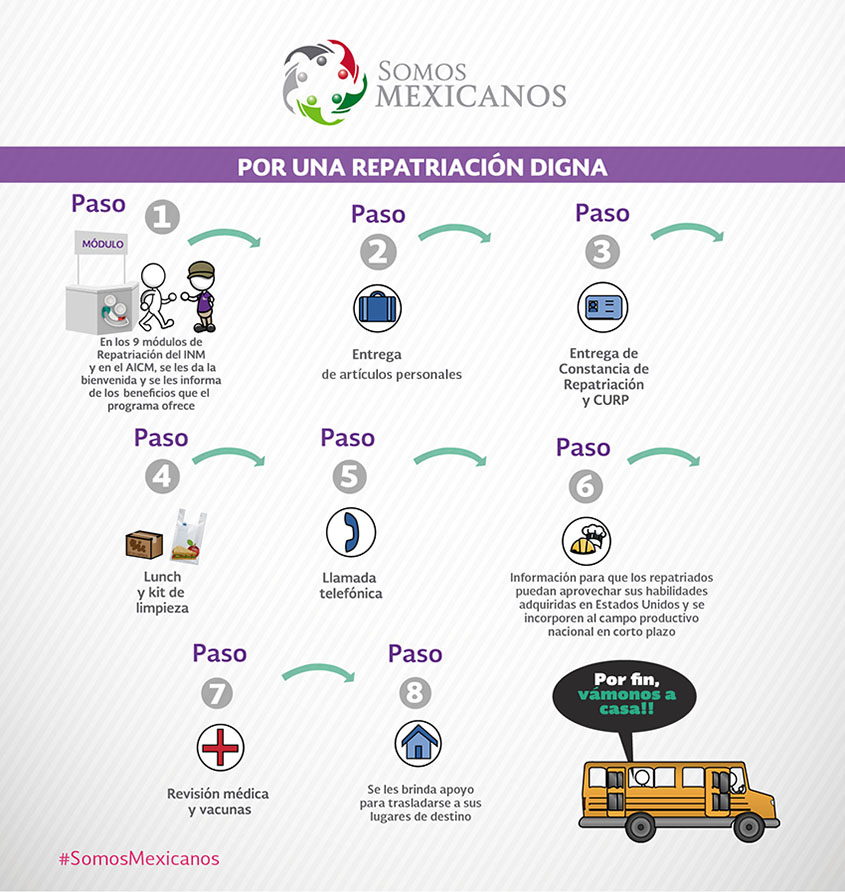 SOMOS
MEXICANOS
POR UNA REPATRIACIÓN DIGNA
Paso 1
MÓDULO
En los 9 módulos de
Repatriación del INM
y en el AICM, se les da la
bienvenida y se les informa
de los beneficios que el
programa ofrece
Paso
2
Entrega
de artículos personales
Paso
3
Entrega de
Constancia de
Repatriación
y CURP
Paso
4
Lunch
y kit de
limpieza
Paso
5
Llamada
telefónica
Paso
6
Información para que los repatriados
puedan aprovechar sus habilidades
adquiridas en Estados Unidos y se
incorporen al campo productivo
nacional en corto plazo
Paso
7
Revisión médica
y vacunas
Paso
8
Se les brinda apoyo
para trasladarse a sus
lugares de destino
Por fin,
vámonos a
casa!!
#SomosMexicanos